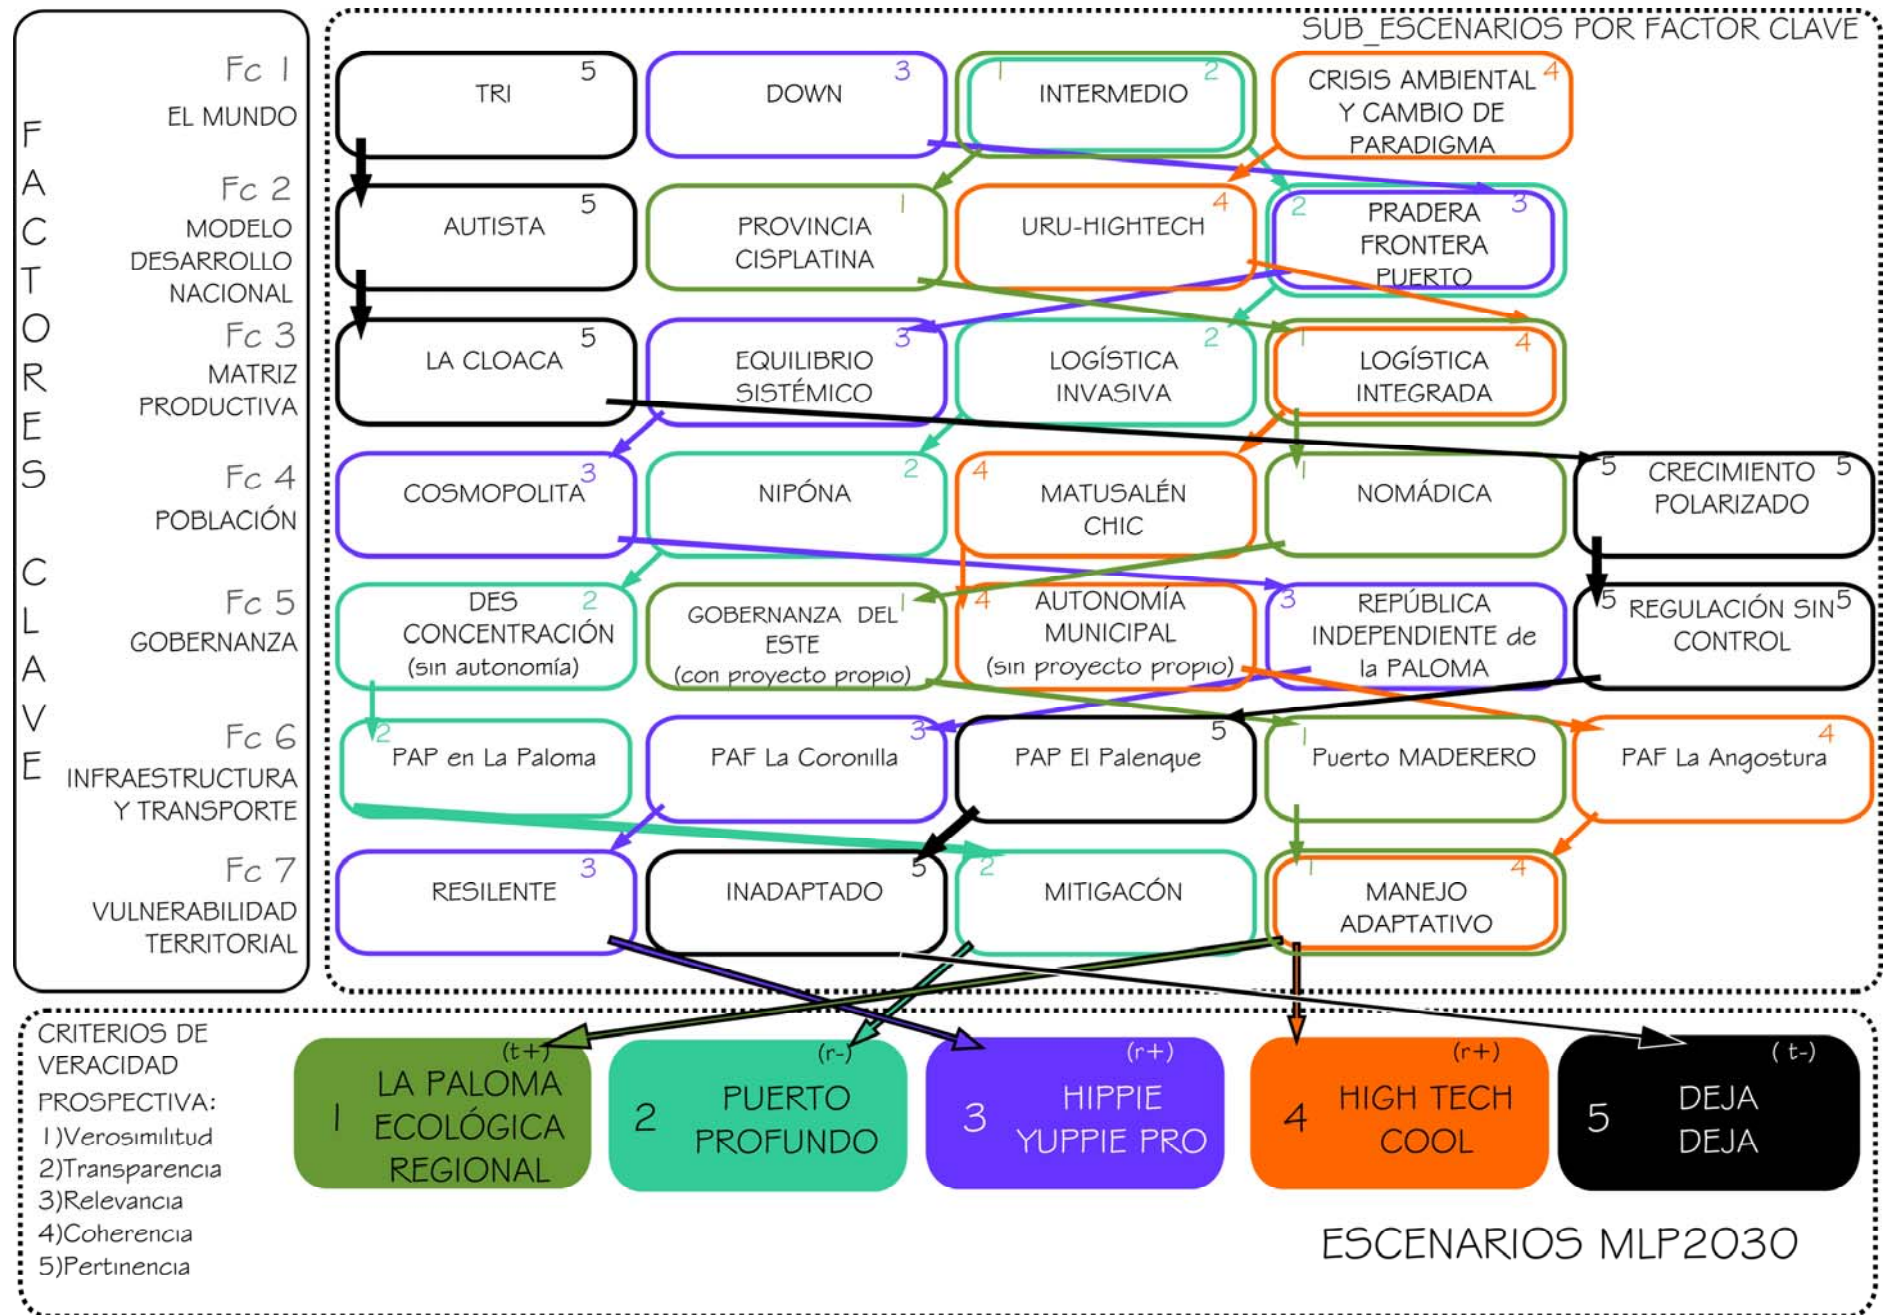 FACTORES CLAVE
SUB_ESCENARIOS POR FACTOR CLAVE
Fc 1
EL MUNDO
TRI
5
DOWN
3
1
INTERMEDIO
2
CRISIS AMBIENTAL
Y CAMBIO DE
PARADIGMA
4
Fc 2
MODELO
DESARROLLO
NACIONAL
AUTISTA
5
PROVINCIA
CISPLATINA
1
URU-HIGHTECH
4
2
PRADERA
FRONTERA
PUERTO
3
Fc 3
MATRIZ
PRODUCTIVA
LA CLOACA
5
EQUILIBRIO
SISTÉMICO
3
LOGÍSTICA
INVASIVA
2
1
LOGÍSTICA
INTEGRADA
4
Fc 4
POBLACIÓN
COSMOPOLITA
3
NIPÓNA
2
4
MATUSALÉN
CHIC
1
NOMÁDICA
5
CRECIMIENTO
POLARIZADO
5
Fc 5
GOBERNANZA
DES
CONCENTRACIÓN
(sin autonomía)
2
GOBERNANZA DEL
ESTE
(con proyecto propio)
1
4
AUTONOMÍA
MUNICIPAL
(sin proyecto propio)
3
REPÚBLICA
INDEPENDIENTE de
la PALOMA
5
REGULACIÓN SIN
CONTROL
5
Fc 6
INFRAESTRUCTURA
Y TRANSPORTE
2
PAP en La Paloma
PAF La Coronilla
3
PAP El Palenque
5
1
Puerto MADERERO
PAF La Angostura
4
Fc 7
VULNERABILIDAD
TERRITORIAL
RESILENTE
3
INADAPTADO
5
2
MITIGACÓN
1
MANEJO
ADAPTATIVO
4
CRITERIOS DE
VERACIDAD
PROSPECTIVA:
1)Verosimilitud
2)Transparencia
3)Relevancia
4)Coherencia
5)Pertinencia
(t+)
1
LA PALOMA
ECOLÓGICA
REGIONAL
(r-)
2
PUERTO
PROFUNDO
(r+)
3
HIPPIE
YUPPIE PRO
(r+)
4
HIGH TECH
COOL
( t-)
5
DEJA
DEJA
ESCENARIOS MLP2030